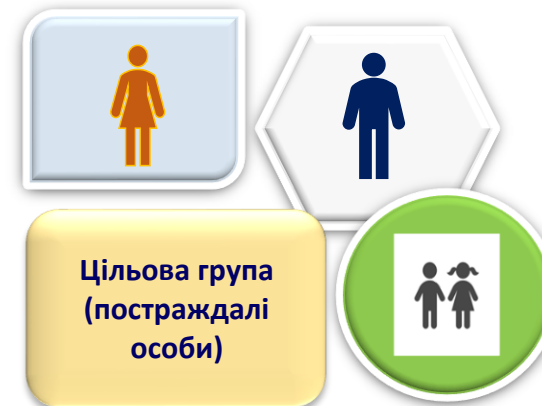 Цільова група
(постраждалі
особи)